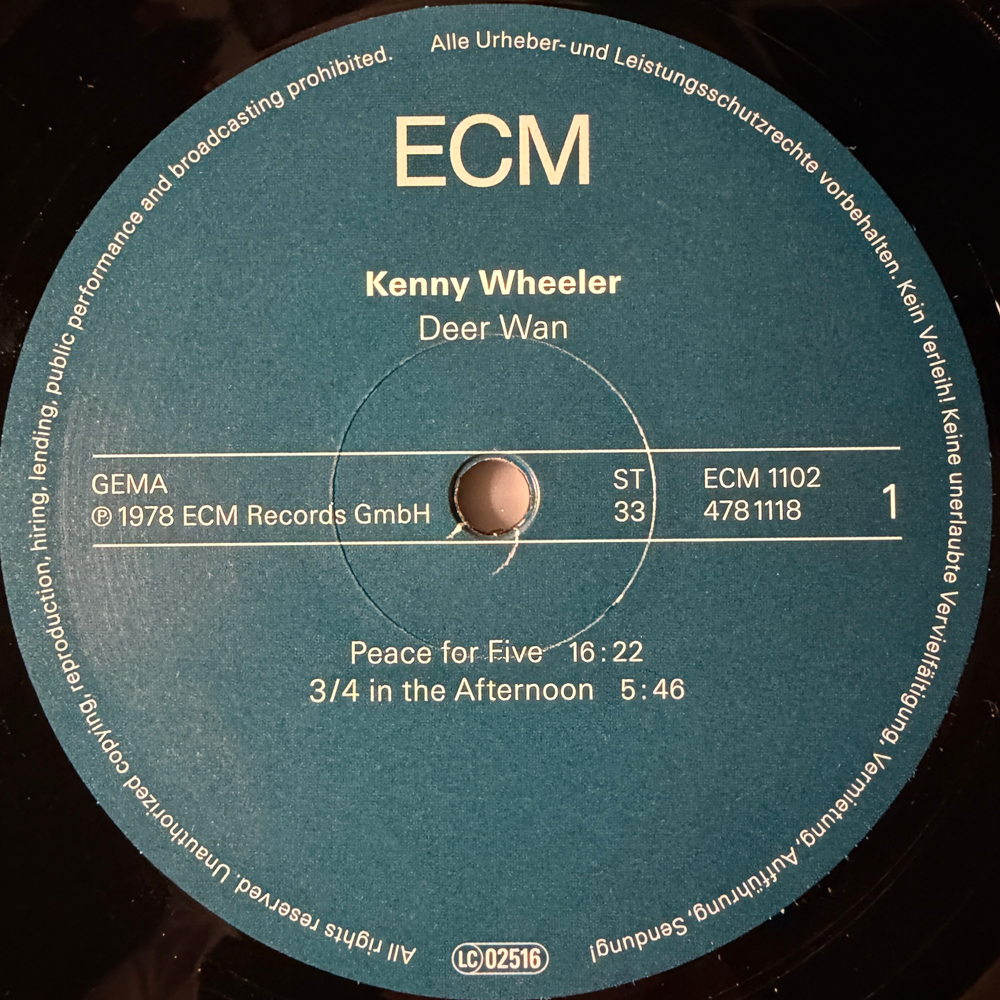 Alle Urheber- und Leistungsschutzrechte vorbehalten. Kein Verleih! Keine unerlaubte Vervielfältigung, Vermietung, Aufführung, Sendung!
ECM
Kenny Wheeler
Deer Wan
GEMA
℗ 1978 ECM Records GmbH
ST
33
ECM 1102
478 1118
1
Peace for Five 16:22
3/4 in the Afternoon 5:46
LC 02516
All rights reserved. Unauthorized copying, reproduction, hiring, lending, public performance and broadcasting prohibited.